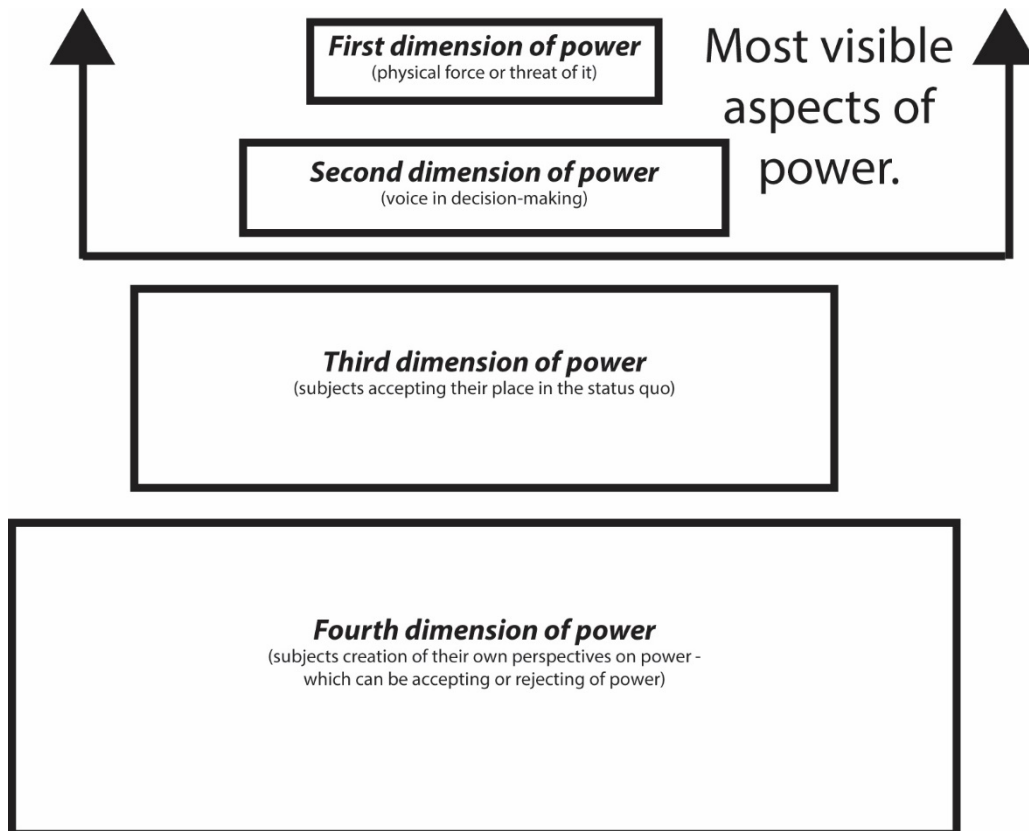 First dimension of power
(physical force or threat of it)
Most visible
aspects of
power.
Second dimension of power
(voice in decision-making)
Third dimension of power
(subjects accepting their place in the status quo)
Fourth dimension of power
(subjects creation of their own perspectives on power -
which can be accepting or rejecting of power)